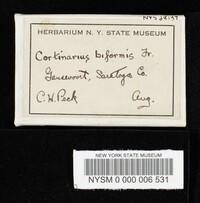 HERBARIUM N. Y. STATE MUSEUM
Cortinarius biformis Fr.
Gansevoort, Saratoga Co.
C. H. Peck Aug.
NEW YORK STATE MUSEUM
NYSM 0 000 006 531